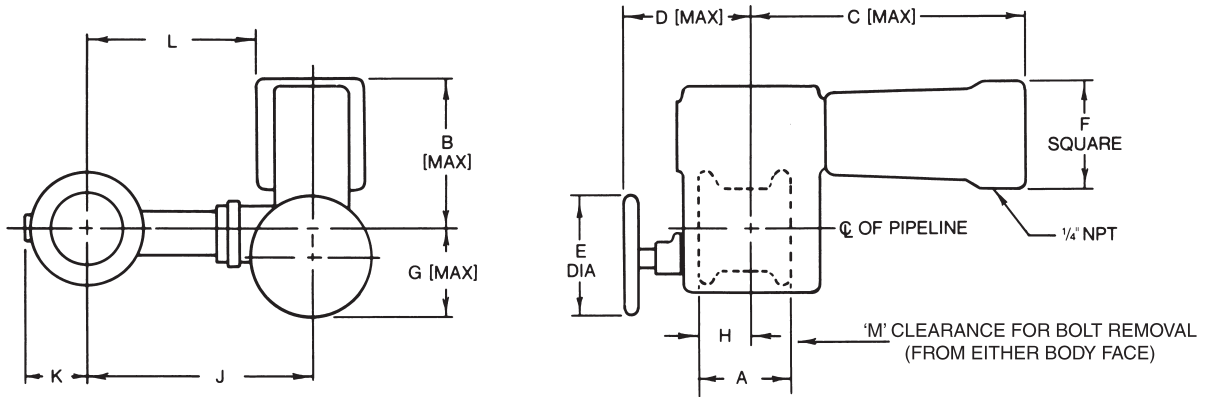 L
B
[MAX]
G [MAX]
K
J
D [MAX]
C [MAX]
F
SQUARE
E
DIA
℄ OF PIPELINE
¼" NPT
H
A
'M' CLEARANCE FOR BOLT REMOVAL
(FROM EITHER BODY FACE)